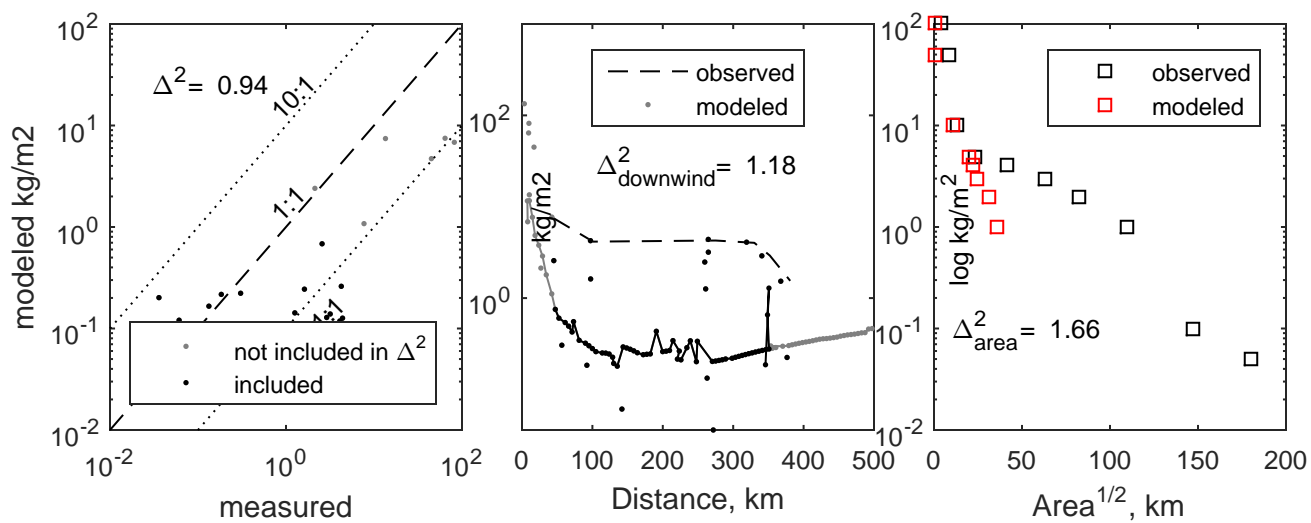 10^2
10^1
10^0
10^-1
10^-2
modeled kg/m2
Δ^2= 0.94
10:1
1:1
not included in Δ^2
included
10^-2
10^0
10^2
measured
10^2
10^0
kg/m2
observed
modeled
Δ^2_downwind= 1.18
0
100
200
300
400
500
Distance, km
10^2
10^1
10^0
10^-1
10^-2
log kg/m^2
observed
modeled
Δ^2_area= 1.66
0
50
100
150
200
Area^1/2, km